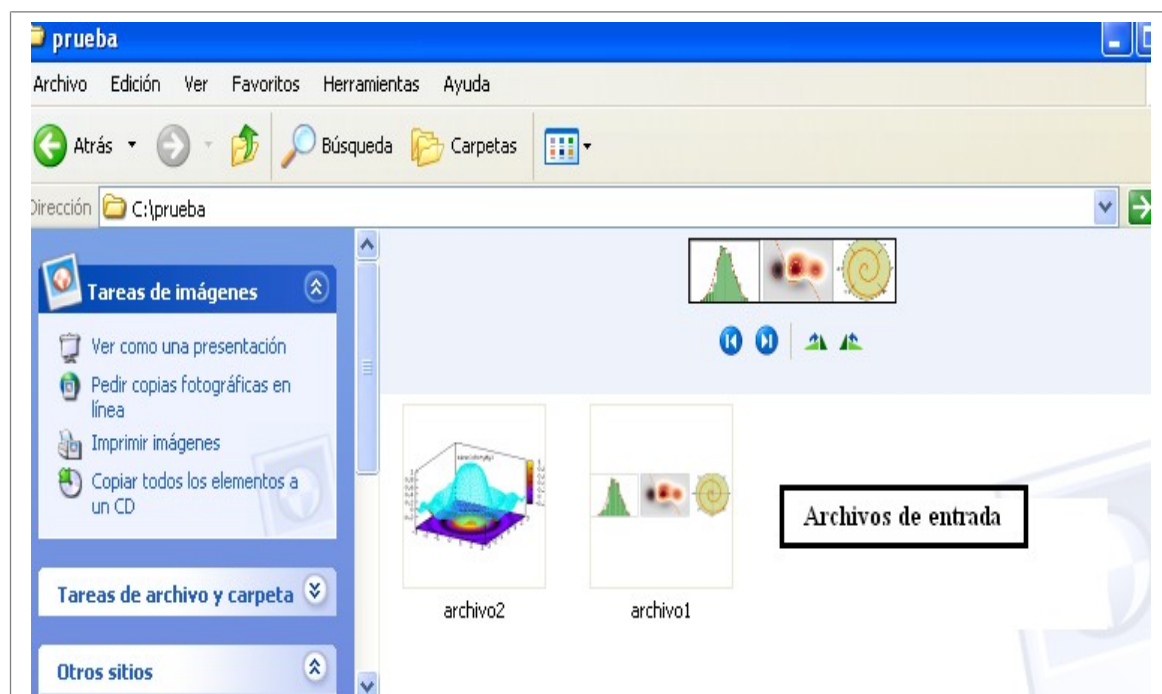 prueba
Archivo Edición Ver Favoritos Herramientas Ayuda
Atrás Búsqueda Carpetas
Dirección C:\prueba
Tareas de imágenes
Ver como una presentación
Pedir copias fotográficas en
línea
Imprimir imágenes
Copiar todos los elementos a
un CD
Tareas de archivo y carpeta
Otros sitios
archivo2
archivo1
Archivos de entrada